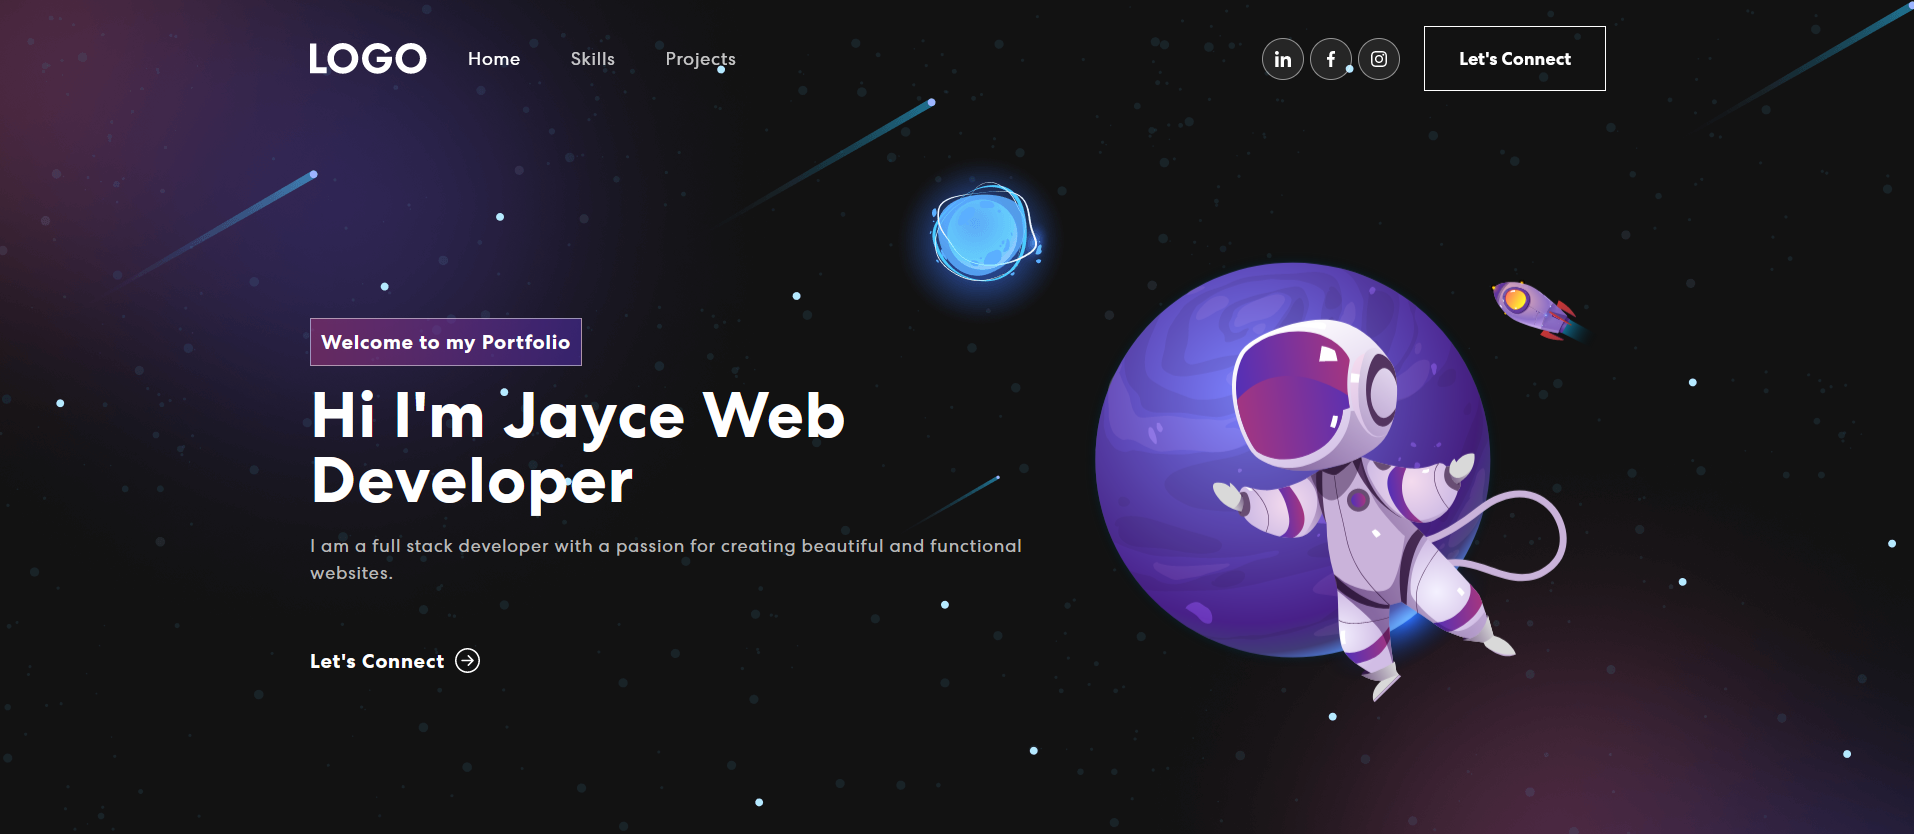 LOGO Home Skills Projects in f Let's Connect
Welcome to my Portfolio
Hi I'm Jayce Web
Developer
I am a full stack developer with a passion for creating beautiful and functional
websites.
Let's Connect